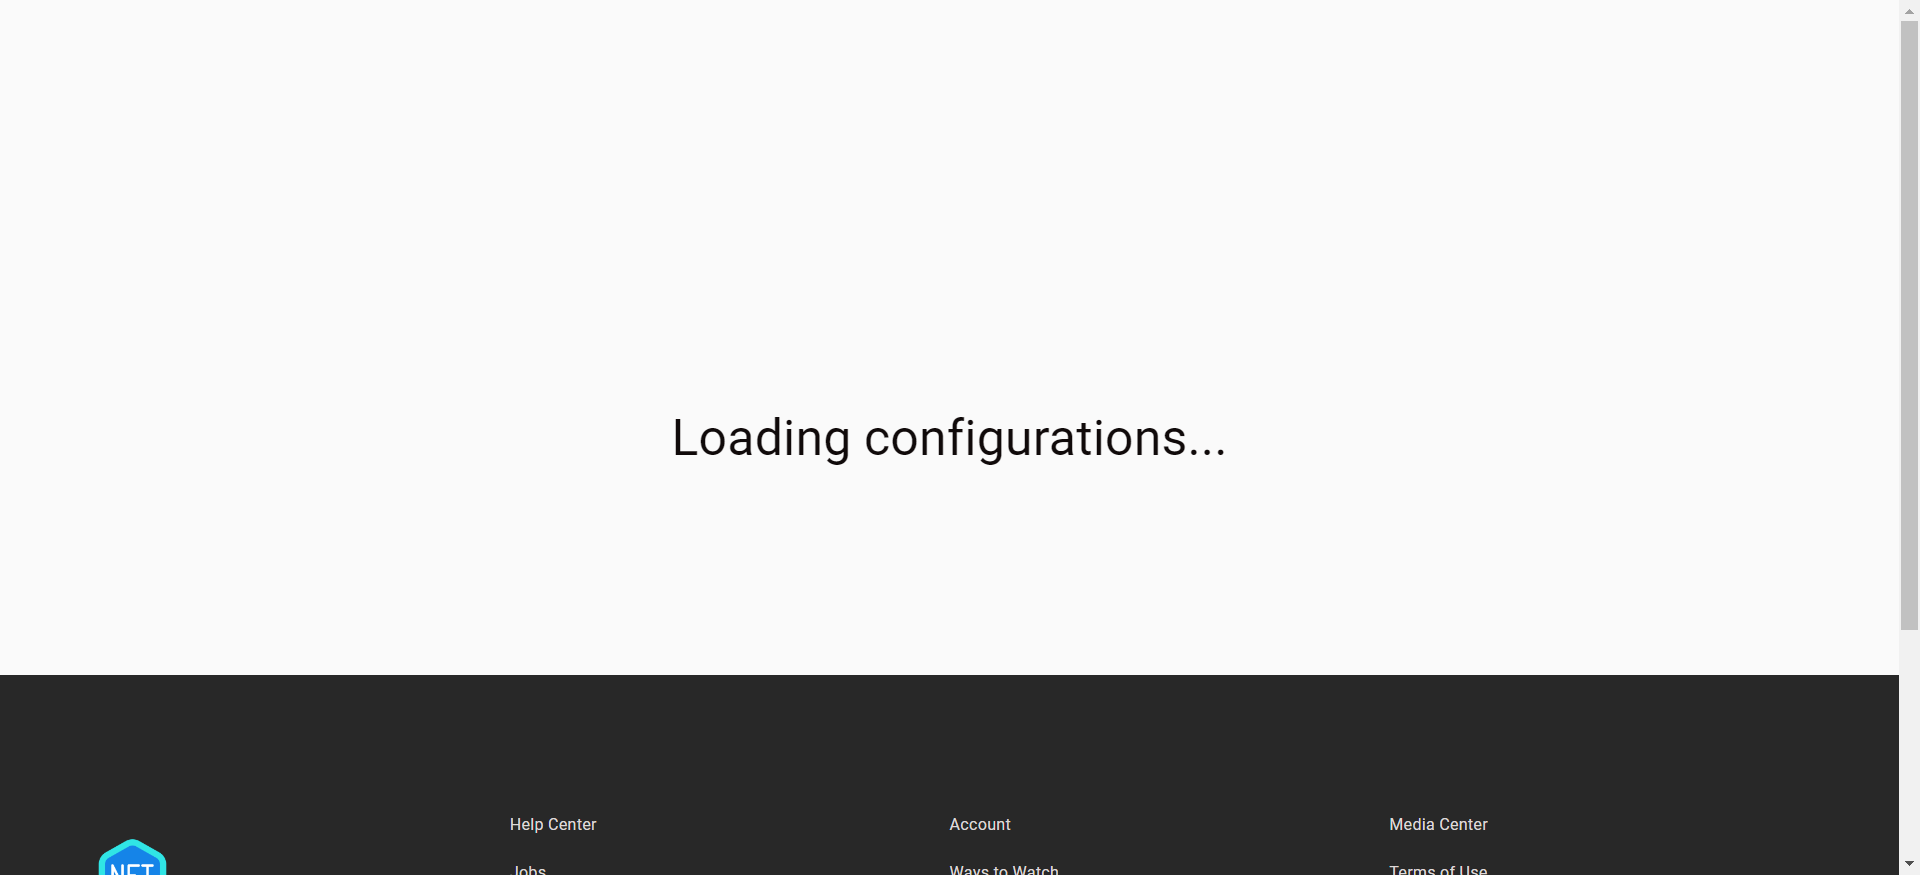 Loading configurations...
Help Center
Account
Media Center
NFT
Jobs
Ways to Watch
Terms of Use